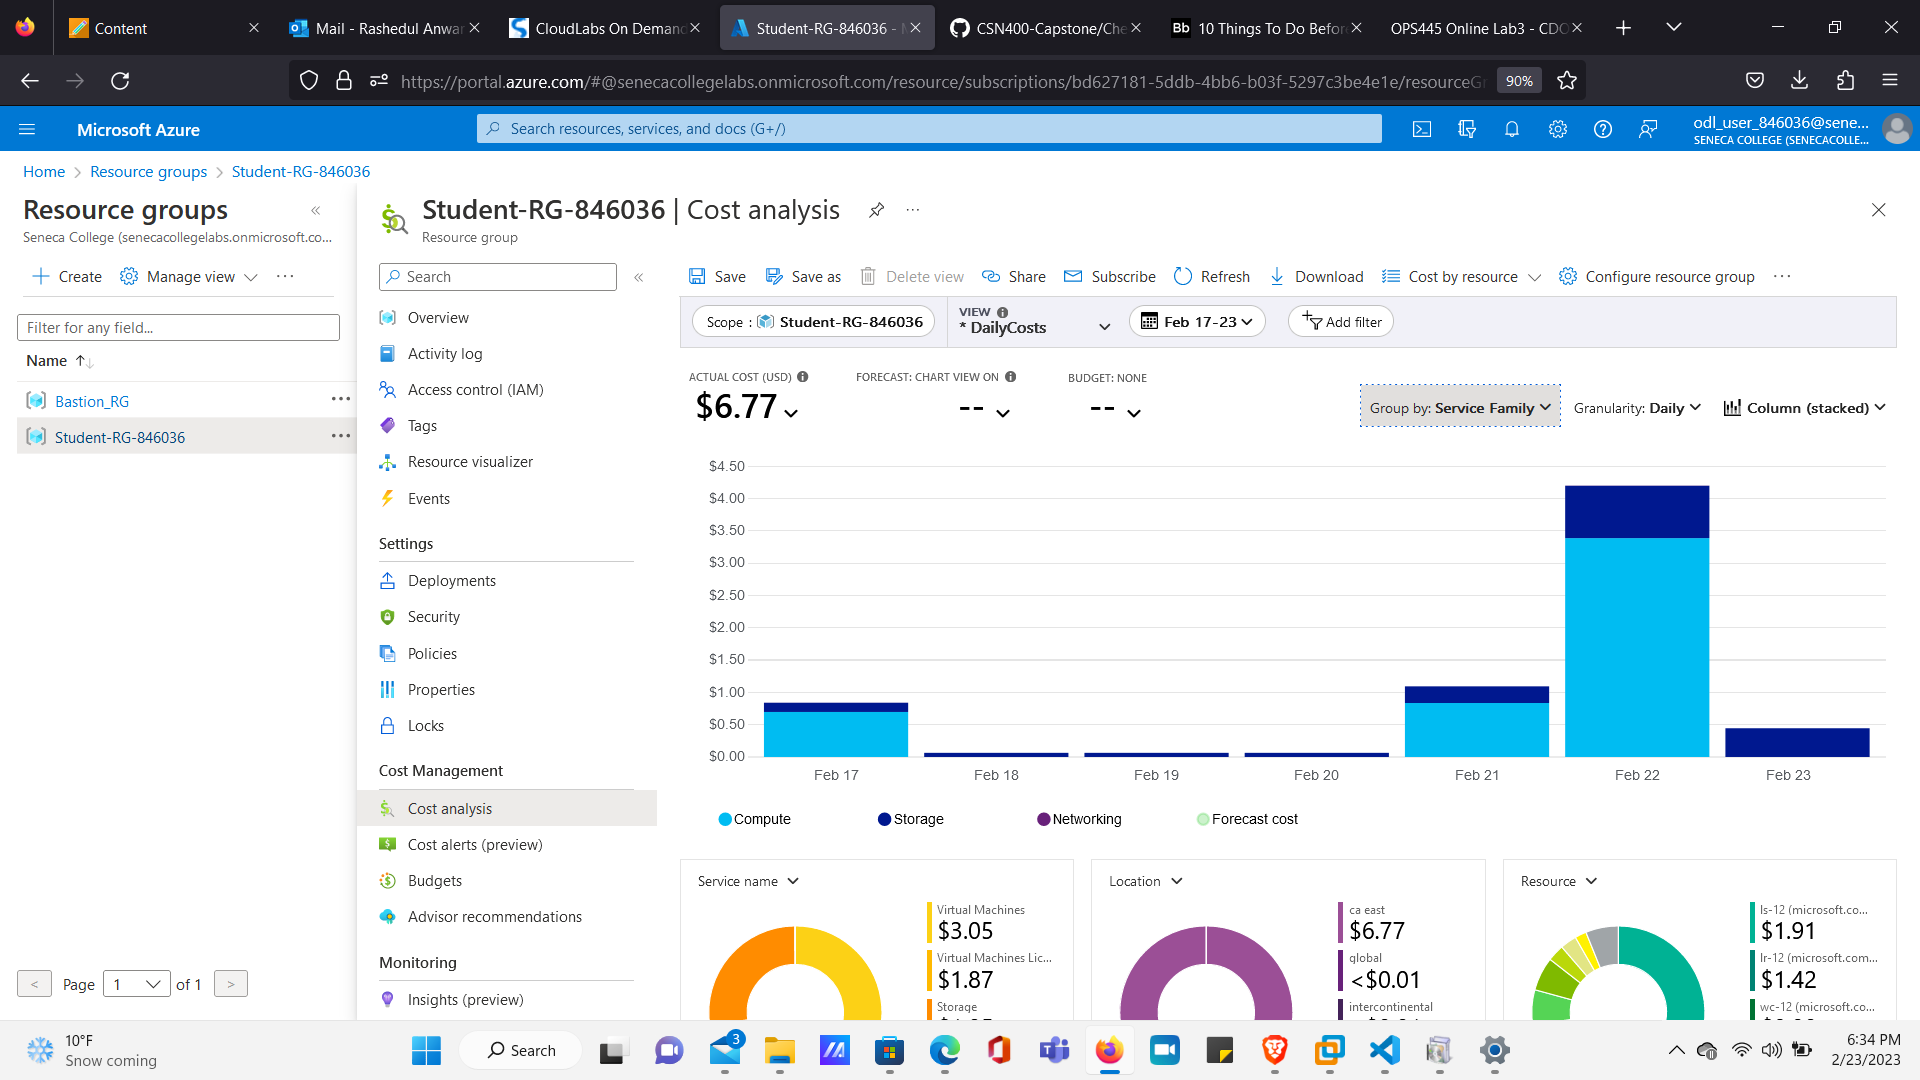 Content
Mail - Rashedul Anwar
CloudLabs On Demand
Student-RG-846036 - M
CSN400-Capstone/Che
Bb 10 Things To Do Before
OPS445 Online Lab3 - CDO
https://portal.azure.com/#@senecacollegelabs.onmicrosoft.com/resource/subscriptions/bd627181-5ddb-4bb6-b03f-5297c3be4e1e/resourceGr
90%
Microsoft Azure
Search resources, services, and docs (G+/)
odl_user_846036@sene...
SENECA COLLEGE (SENECACOLLE...
Home > Resource groups > Student-RG-846036
Resource groups
Seneca College (senecacollegelabs.onmicrosoft.co...
Create
Manage view
...
Filter for any field...
Name
Bastion_RG
Student-RG-846036
< Page 1 of 1 >
Student-RG-846036 | Cost analysis
...
Resource group
Search
Overview
Activity log
Access control (IAM)
Tags
Resource visualizer
Events
Settings
Deployments
Security
Policies
Properties
Locks
Cost Management
Cost analysis
Cost alerts (preview)
Budgets
Advisor recommendations
Monitoring
Insights (preview)
Save
Save as
Delete view
Share
Subscribe
Refresh
Download
Cost by resource
Configure resource group
...
Scope : Student-RG-846036
VIEW
* DailyCosts
Feb 17-23
Add filter
ACTUAL COST (USD)
$6.77
FORECAST: CHART VIEW ON
--
BUDGET: NONE
--
Group by: Service Family
Granularity: Daily
Column (stacked)
$4.50
$4.00
$3.50
$3.00
$2.50
$2.00
$1.50
$1.00
$0.50
$0.00
Feb 17
Feb 18
Feb 19
Feb 20
Feb 21
Feb 22
Feb 23
Compute
Storage
Networking
Forecast cost
Service name
Virtual Machines
$3.05
Virtual Machines Lic...
$1.87
Storage
Location
ca east
$6.77
global
<$0.01
intercontinental
Resource
ls-12 (microsoft.co...
$1.91
lr-12 (microsoft.com...
$1.42
wc-12 (microsoft.co...
10°F
Snow coming
Search
3
6:34 PM
2/23/2023